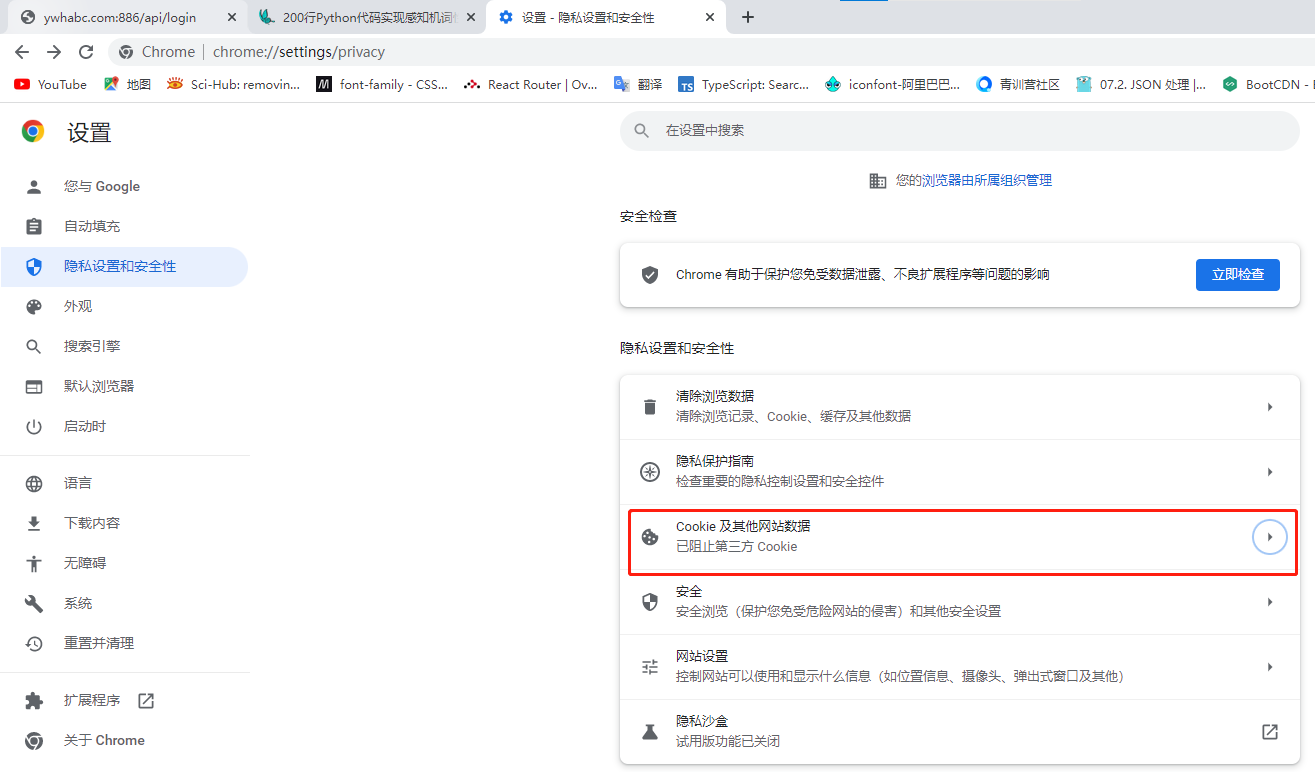 ywhabc.com:886/api/login
200行Python代码实现感知机词
设置 - 隐私设置和安全性
Chrome
chrome://settings/privacy
YouTube
地图
Sci-Hub: removin...
font-family - CSS...
React Router | Ov...
翻译
TypeScript: Searc...
iconfont-阿里巴巴...
青训营社区
07.2. JSON 处理 |...
BootCDN -
设置
在设置中搜索
您的浏览器由所属组织管理
您与 Google
自动填充
隐私设置和安全性
外观
搜索引擎
默认浏览器
启动时
语言
下载内容
无障碍
系统
重置并清理
扩展程序
关于 Chrome
安全检查
Chrome 有助于保护您免受数据泄露、不良扩展程序等问题的影响
立即检查
隐私设置和安全性
清除浏览数据
清除浏览记录、Cookie、缓存及其他数据
隐私保护指南
检查重要的隐私控制设置和安全控件
Cookie 及其他网站数据
已阻止第三方 Cookie
安全
安全浏览（保护您免受危险网站的侵害）和其他安全设置
网站设置
控制网站可以使用和显示什么信息（如位置信息、摄像头、弹出式窗口及其他）
隐私沙盒
试用版功能已关闭